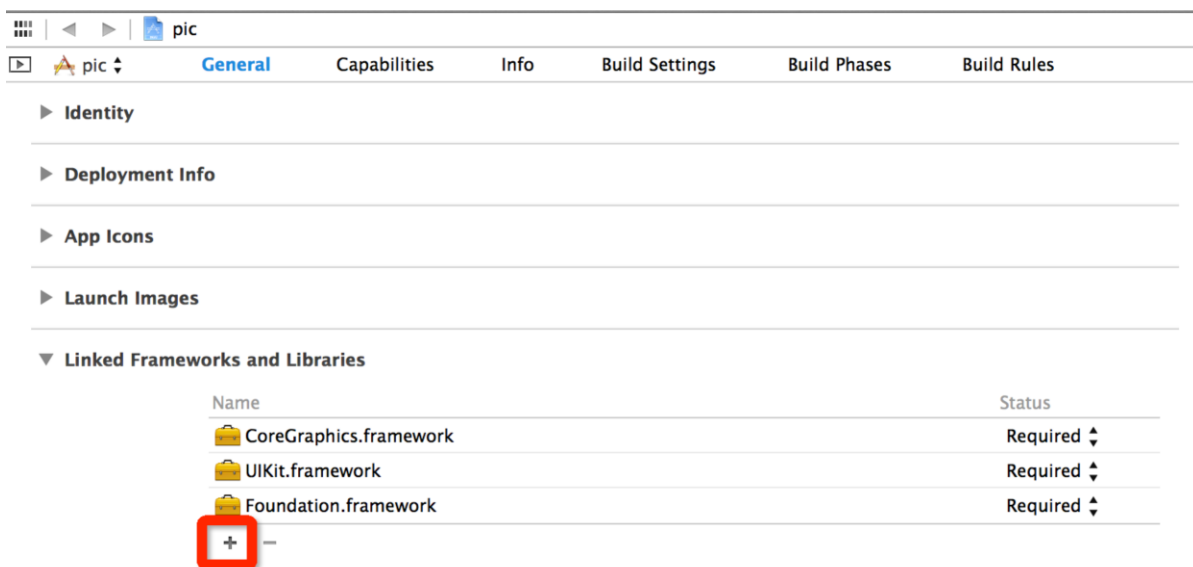 pic
pic General Capabilities Info Build Settings Build Phases Build Rules
Identity
Deployment Info
App Icons
Launch Images
Linked Frameworks and Libraries
Name Status
CoreGraphics.framework Required
UIKit.framework Required
Foundation.framework Required
+ −